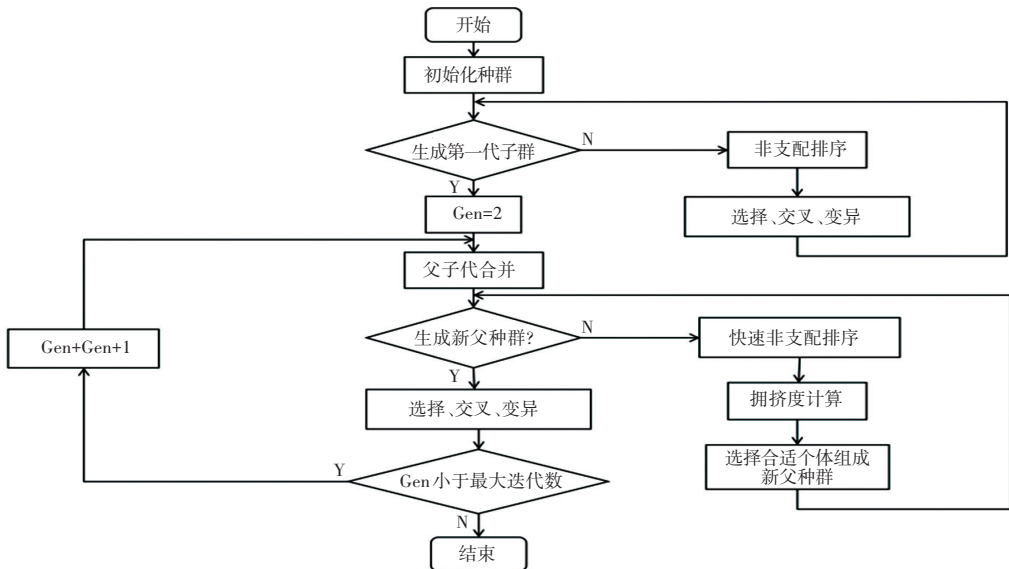 开始
初始化种群
生成第一代子群
N
非支配排序
选择、交叉、变异
Y
Gen=2
父子代合并
生成新父种群?
N
快速非支配排序
拥挤度计算
选择合适个体组成
新父种群
Y
选择、交叉、变异
Gen+Gen+1
Gen小于最大迭代数
Y
N
结束